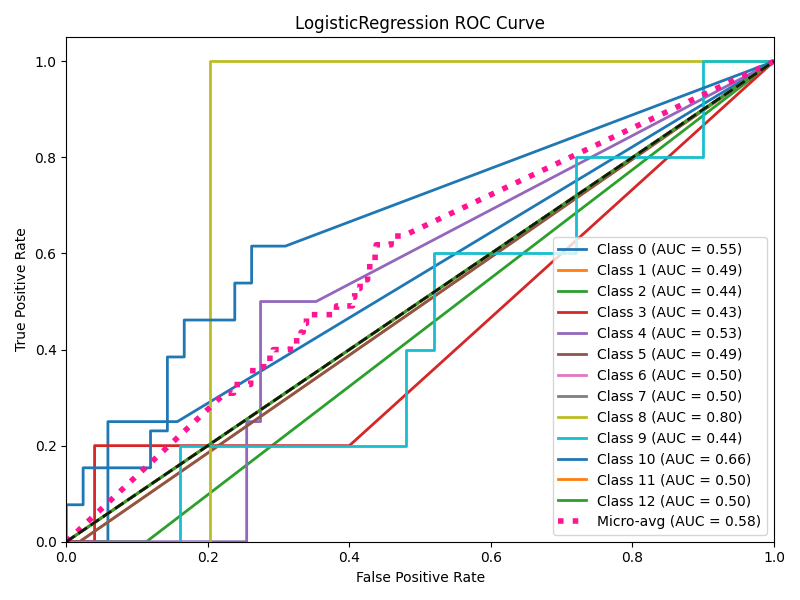 LogisticRegression ROC Curve
True Positive Rate
1.0
0.8
0.6
0.4
0.2
0.0
Class 0 (AUC = 0.55)
Class 1 (AUC = 0.49)
Class 2 (AUC = 0.44)
Class 3 (AUC = 0.43)
Class 4 (AUC = 0.53)
Class 5 (AUC = 0.49)
Class 6 (AUC = 0.50)
Class 7 (AUC = 0.50)
Class 8 (AUC = 0.80)
Class 9 (AUC = 0.44)
Class 10 (AUC = 0.66)
Class 11 (AUC = 0.50)
Class 12 (AUC = 0.50)
Micro-avg (AUC = 0.58)
0.0 0.2 0.4 0.6 0.8 1.0
False Positive Rate